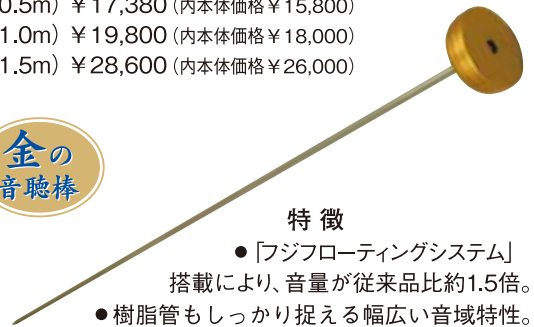 0.5m）￥17,380（内本体価格￥15,800）
1.0m）￥19,800（内本体価格￥18,000）
1.5m）￥28,600（内本体価格￥26,000）
金の
音聴棒
特 徴
●「フジフローティングシステム」
搭載により、音量が従来品比約1.5倍。
●樹脂管もしっかり捉える幅広い音域特性。